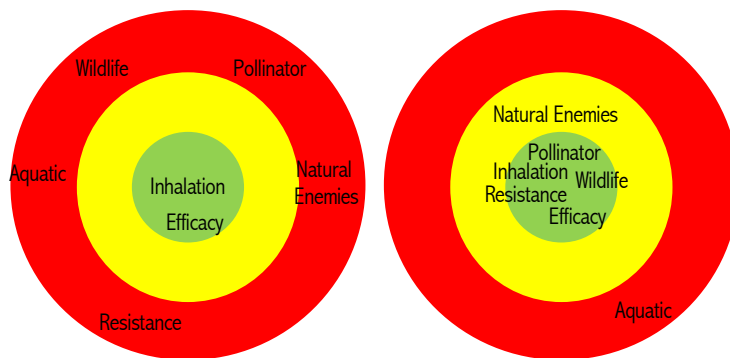 Wildlife
Pollinator
Aquatic
Inhalation
Natural
Enemies
Efficacy
Resistance
Natural Enemies
Pollinator
Inhalation
Wildlife
Resistance
Efficacy
Aquatic